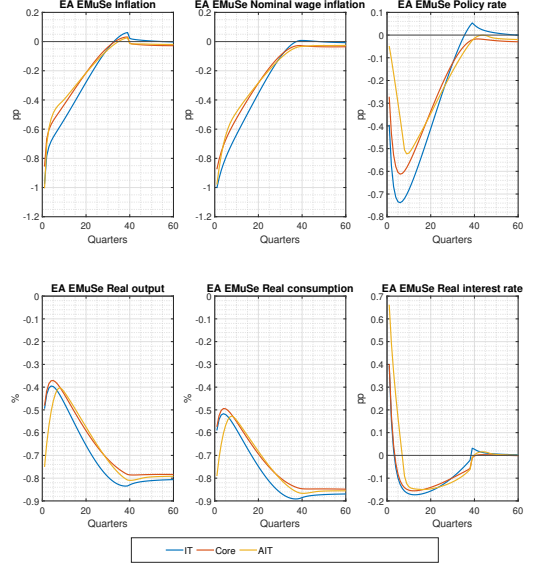 EA EMuSe Inflation EA EMuSe Nominal wage inflation EA EMuSe Policy rate
0.2 0.2 0.1
0 0 0
-0.1
-0.2 -0.2
-0.2
-0.4 -0.4
-0.3
pp pp pp
-0.6 -0.6 -0.4
-0.5
-0.8 -0.8
-0.6
-1 -1
-0.7
-1.2 -1.2 -0.8
0 20 40 60 0 20 40 60 0 20 40 60
Quarters Quarters Quarters
EA EMuSe Real output EA EMuSe Real consumption EA EMuSe Real interest rate
0 0 0.7
-0.1 -0.1 0.6
-0.2 -0.2 0.5
-0.3 -0.3 0.4
-0.4 -0.4 0.3
% % pp
-0.5 -0.5 0.2
-0.6 -0.6 0.1
-0.7 -0.7 0
-0.8 -0.8 -0.1
-0.9 -0.9 -0.2
0 20 40 60 0 20 40 60 0 20 40 60
Quarters Quarters Quarters
IT Core AIT